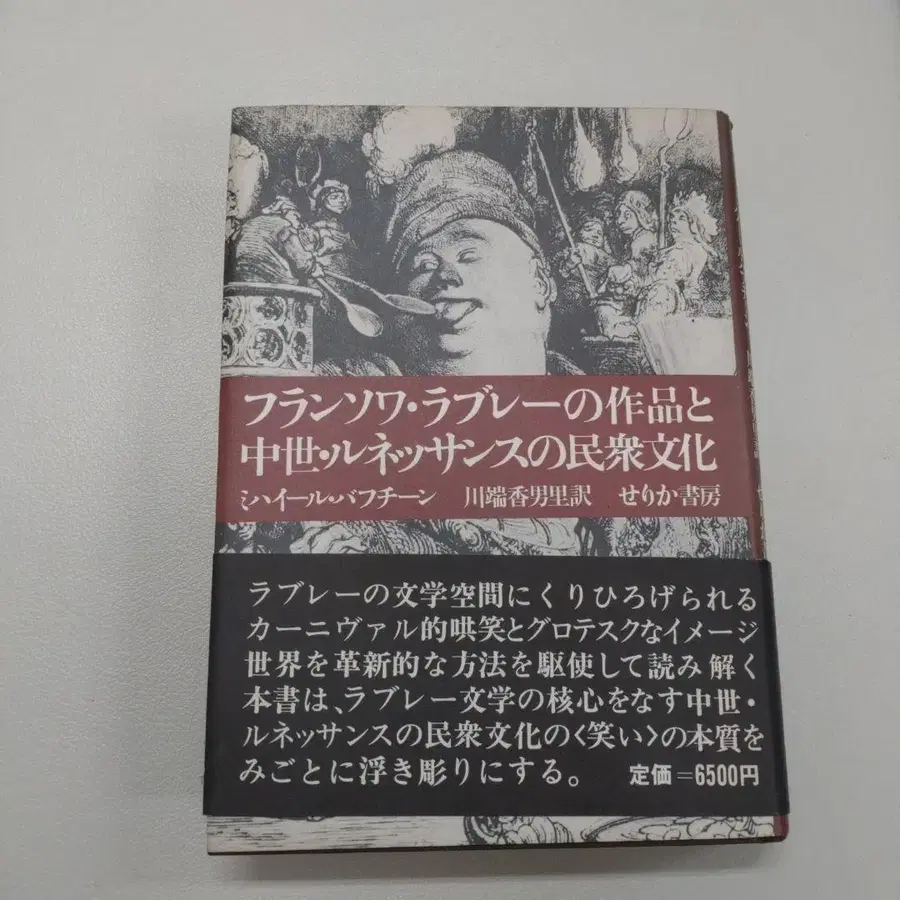 フランソワ・ラブレーの作品と
中世・ルネッサンスの民衆文化
ミハイール・バフチーン 川端香男里訳 せりか書房
ラブレーの文学空間にくりひろげられる
カーニヴァル的哄笑とグロテスクなイメージ
世界を革新的な方法を駆使して読み解く
本書は、ラブレー文学の核心をなす中世・
ルネッサンスの民衆文化の〈笑い〉の本質を
みごとに浮き彫りにする。 定価=6500円